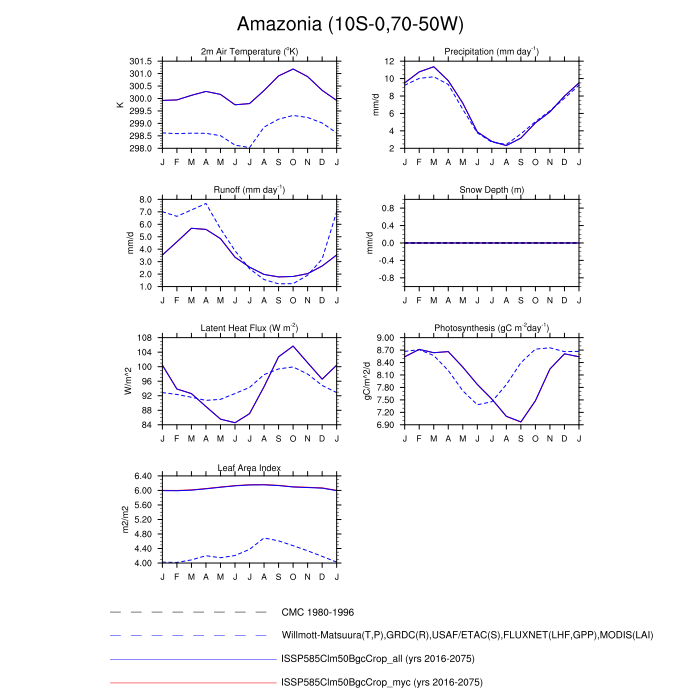 Amazonia (10S-0,70-50W)
2m Air Temperature (°K)
K
301.5
301.0
300.5
300.0
299.5
299.0
298.5
298.0
J F M A M J J A S O N D J
Precipitation (mm day⁻¹)
mm/d
12
10
8
6
4
2
J F M A M J J A S O N D J
Runoff (mm day⁻¹)
mm/d
8.0
7.0
6.0
5.0
4.0
3.0
2.0
1.0
J F M A M J J A S O N D J
Snow Depth (m)
mm/d
0.8
0.4
0.0
-0.4
-0.8
J F M A M J J A S O N D J
Latent Heat Flux (W m⁻²)
W/m^2
108
104
100
96
92
88
84
J F M A M J J A S O N D J
Photosynthesis (gC m⁻²day⁻¹)
gC/m^2/d
9.00
8.70
8.40
8.10
7.80
7.50
7.20
6.90
J F M A M J J A S O N D J
Leaf Area Index
m2/m2
6.40
6.00
5.60
5.20
4.80
4.40
4.00
J F M A M J J A S O N D J
CMC 1980-1996
Willmott-Matsuura(T,P),GRDC(R),USAF/ETAC(S),FLUXNET(LHF,GPP),MODIS(LAI)
ISSP585Clm50BgcCrop_all (yrs 2016-2075)
ISSP585Clm50BgcCrop_myc (yrs 2016-2075)